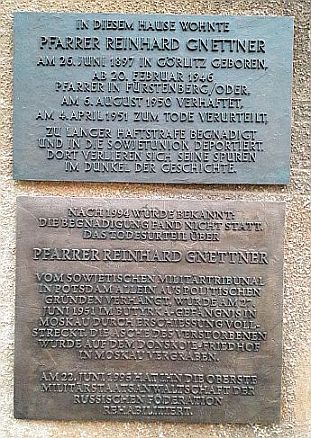 IN DIESEM HAUSE WOHNTE
PFARRER REINHARD GNETTNER
AM 26. JUNI 1897 IN GÖRLITZ GEBOREN,
AB 20. FEBRUAR 1946
PFARRER IN FÜRSTENBERG/ODER,
AM 6. AUGUST 1950 VERHAFTET,
AM 4. APRIL 1951 ZUM TODE VERURTEILT,
ZU LANGER HAFTSTRAFE BEGNADIGT
UND IN DIE SOWJETUNION DEPORTIERT.
DORT VERLIEREN SICH SEINE SPUREN
IM DUNKEL DER GESCHICHTE.
NACH 1994 WURDE BEKANNT:
DIE BEGNADIGUNG FAND NICHT STATT.
DAS TODESURTEIL ÜBER
PFARRER REINHARD GNETTNER
VOM SOWJETISCHEN MILITÄRTRIBUNAL
IN POTSDAM ALLEIN AUS POLITISCHEN
GRÜNDEN VERHÄNGT, WURDE AM 27.
JUNI 1951 IM BUTYRKA-GEFÄNGNIS IN
MOSKAU DURCH ERSCHIESSUNG VOLL-
STRECKT. DIE ASCHE DES VERSTORBENEN
WURDE AUF DEM DONSKOE-FRIEDHOF
IN MOSKAU VERGRABEN.
AM 22. JUNI 1995 HAT IHN DIE OBERSTE
MILITÄRSTAATSANWALTSCHAFT DER
RUSSISCHEN FÖDERATION
REHABILITIERT.